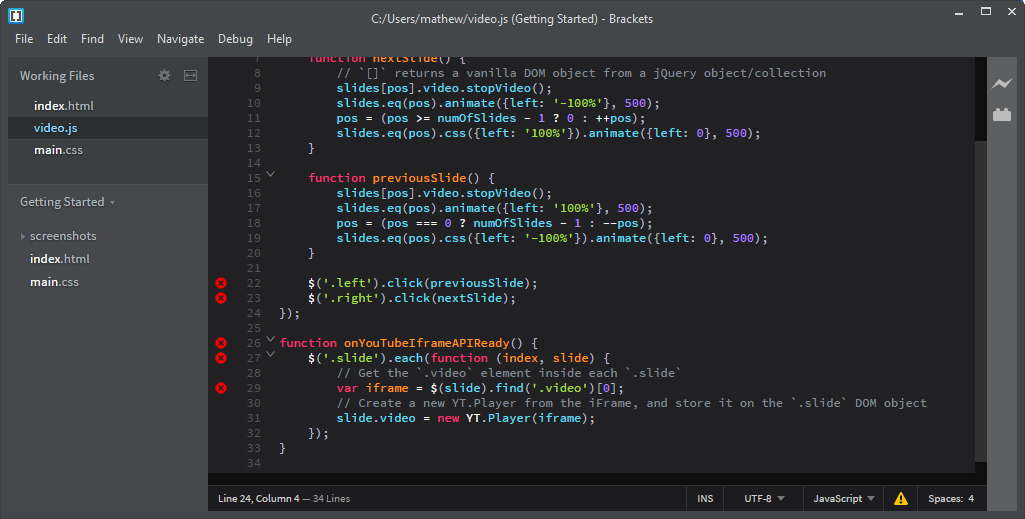 C:/Users/mathew/video.js (Getting Started) - Brackets
File Edit Find View Navigate Debug Help
Working Files
index.html
video.js
main.css
Getting Started
screenshots
index.html
main.css
7 function nextSlide() {
8 // `[]` returns a vanilla DOM object from a jQuery object/collection
9 slides[pos].video.stopVideo();
10 slides.eq(pos).animate({left: '-100%'}, 500);
11 pos = (pos >= numOfSlides - 1 ? 0 : ++pos);
12 slides.eq(pos).css({left: '100%'}).animate({left: 0}, 500);
13 }
14
15 function previousSlide() {
16 slides[pos].video.stopVideo();
17 slides.eq(pos).animate({left: '100%'}, 500);
18 pos = (pos === 0 ? numOfSlides - 1 : --pos);
19 slides.eq(pos).css({left: '-100%'}).animate({left: 0}, 500);
20 }
21
22 $('.left').click(previousSlide);
23 $('.right').click(nextSlide);
24 });
25
26 function onYouTubeIframeAPIReady() {
27 $('.slide').each(function (index, slide) {
28 // Get the `.video` element inside each `.slide`
29 var iframe = $(slide).find('.video')[0];
30 // Create a new YT.Player from the iFrame, and store it on the `.slide` DOM object
31 slide.video = new YT.Player(iframe);
32 });
33 }
34
Line 24, Column 4 — 34 Lines INS UTF-8 JavaScript Spaces: 4